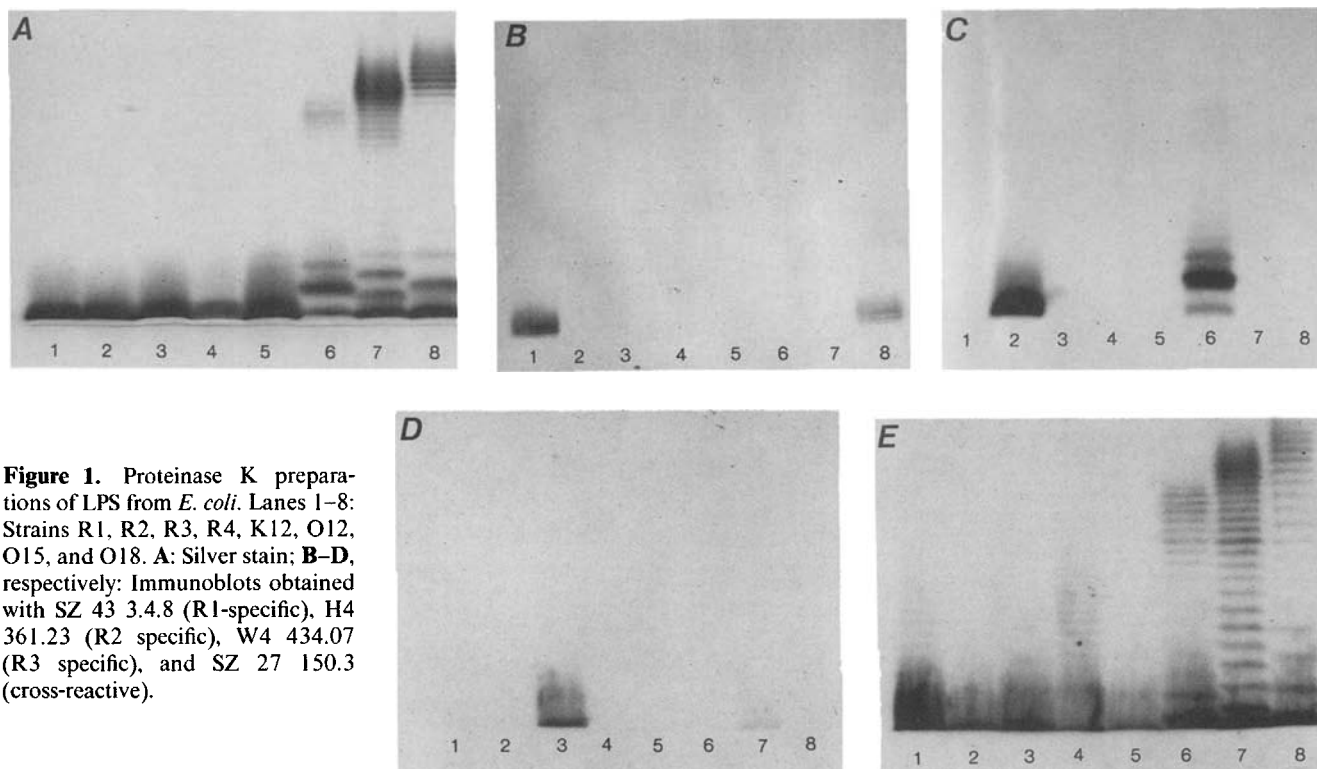 A
1 2 3 4 5 6 7 8
B
1 2 3 4 5 6 7 8
C
1 2 3 4 5 6 7 8
Figure 1. Proteinase K prepara-
tions of LPS from E. coli. Lanes 1–8:
Strains R1, R2, R3, R4, K12, O12,
O15, and O18. A: Silver stain; B–D,
respectively: Immunoblots obtained
with SZ 43 3.4.8 (R1-specific), H4
361.23 (R2 specific), W4 434.07
(R3 specific), and SZ 27 150.3
(cross-reactive).
D
1 2 3 4 5 6 7 8
E
1 2 3 4 5 6 7 8